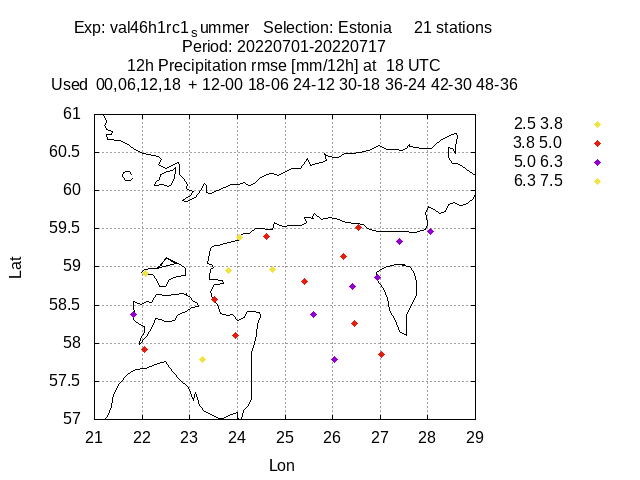 Exp: val46h1rc1summer   Selection: Estonia     21 stations
Period: 20220701-20220717
12h Precipitation rmse [mm/12h] at  18 UTC
Used  00,06,12,18  + 12-00 18-06 24-12 30-18 36-24 42-30 48-36
2.5 3.8
3.8 5.0
5.0 6.3
6.3 7.5
61
60.5
60
59.5
59
58.5
58
57.5
57
Lat
21 22 23 24 25 26 27 28 29
Lon